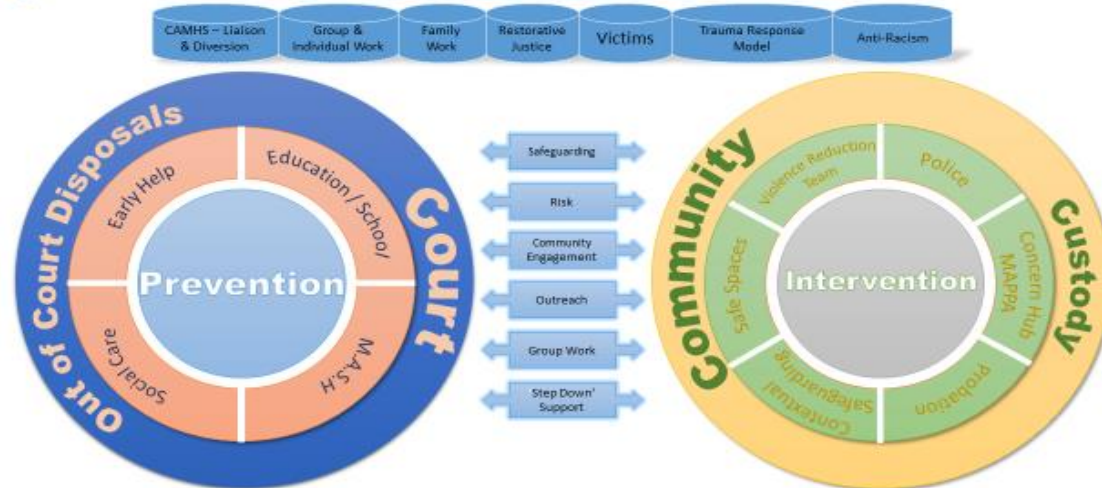 CAMHS – Liaison
& Diversion
Group &
Individual Work
Family
Work
Restorative
Justice
Victims
Trauma Response
Model
Anti-Racism
Out of Court Disposals
Court
Early Help
Education / School
Social Care
M.A.S.H
Prevention
Safeguarding
Risk
Community
Engagement
Outreach
Group Work
Step Down'
Support
Community
Custody
Violence Reduction
Team
Police
Safe Spaces
Concern Hub
MAPPA
Contextual
Safeguarding
Probation
Intervention